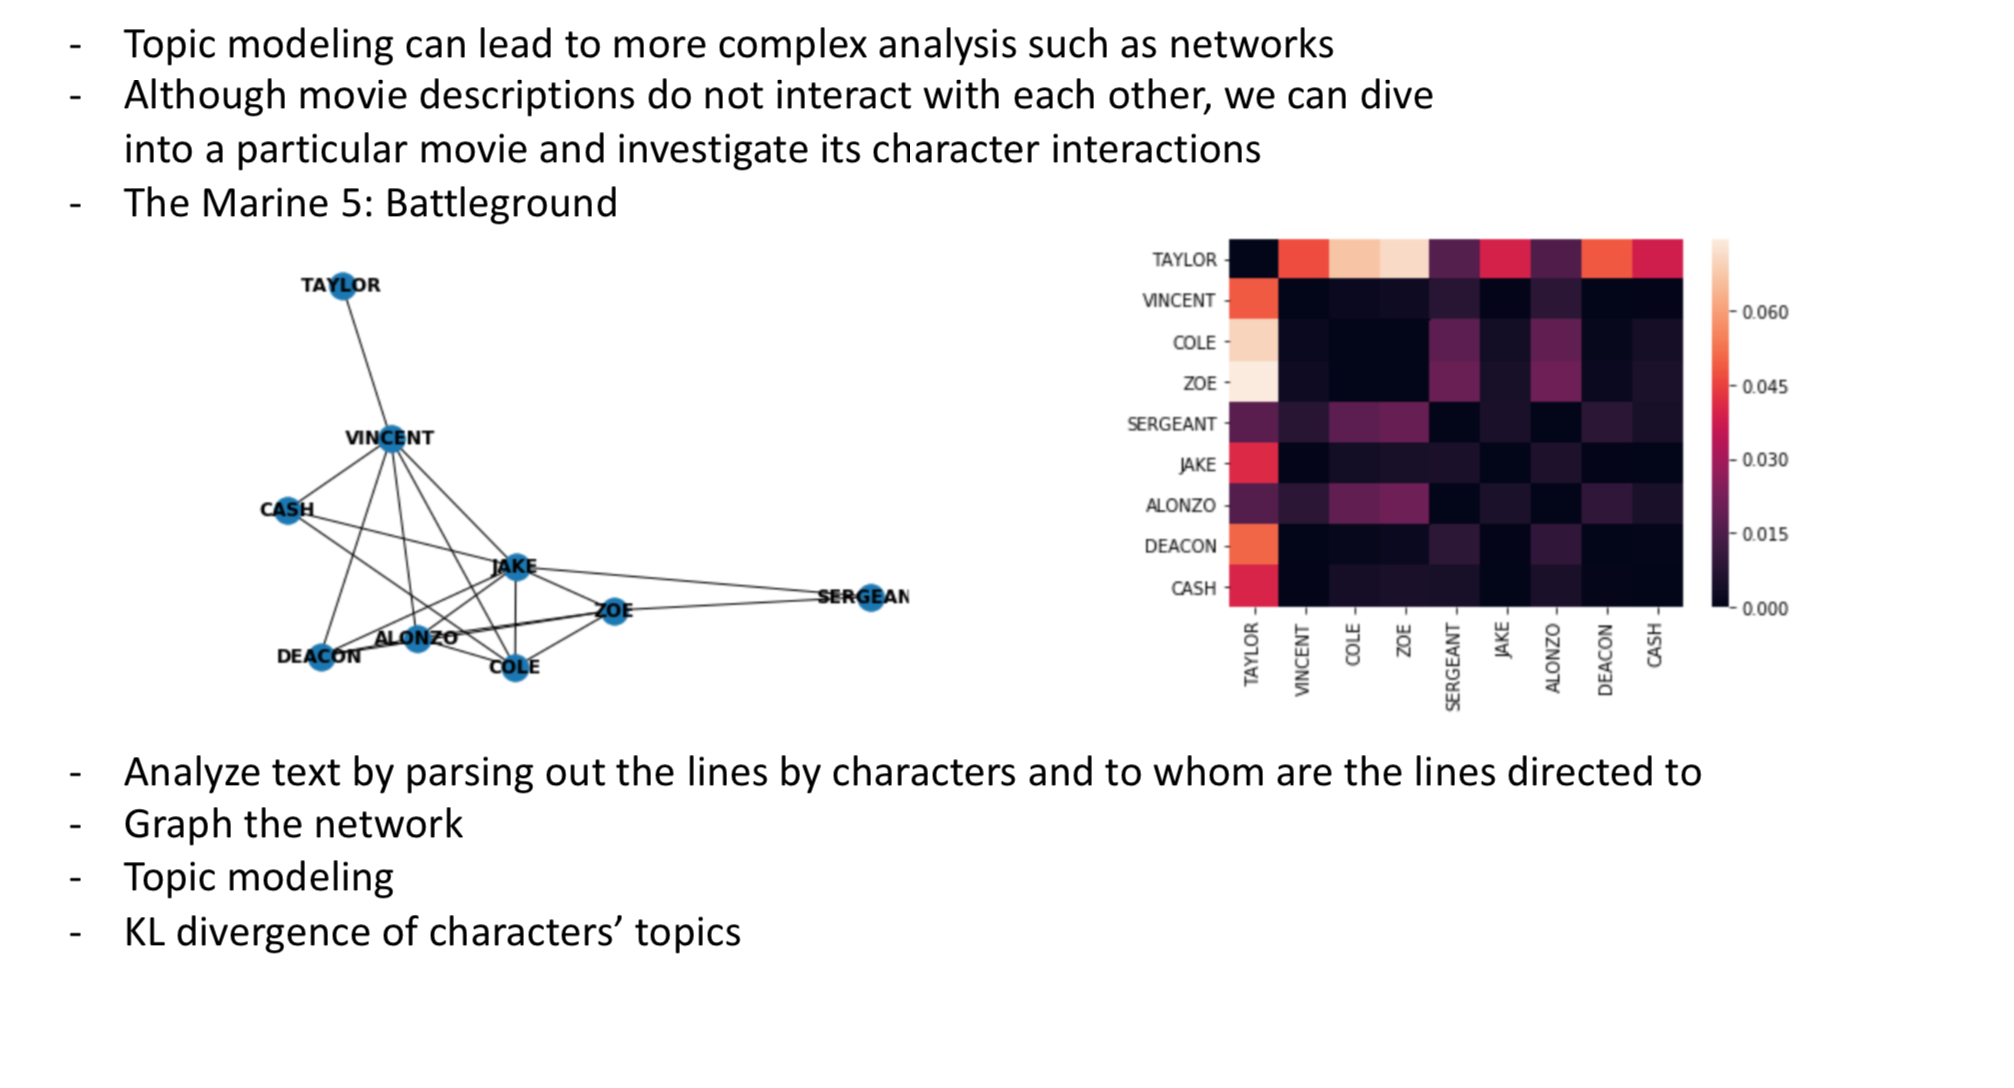 - Topic modeling can lead to more complex analysis such as networks
- Although movie descriptions do not interact with each other, we can dive
into a particular movie and investigate its character interactions
- The Marine 5: Battleground
TAYLOR
VINCENT
CASH
JAKE
SERGEAN
ZOE
ALONZO
DEACON
COLE
TAYLOR
VINCENT
COLE
ZOE
SERGEANT
JAKE
ALONZO
DEACON
CASH
TAYLOR
VINCENT
COLE
ZOE
SERGEANT
JAKE
ALONZO
DEACON
CASH
0.060
0.045
0.030
0.015
0.000
- Analyze text by parsing out the lines by characters and to whom are the lines directed to
- Graph the network
- Topic modeling
- KL divergence of characters’ topics